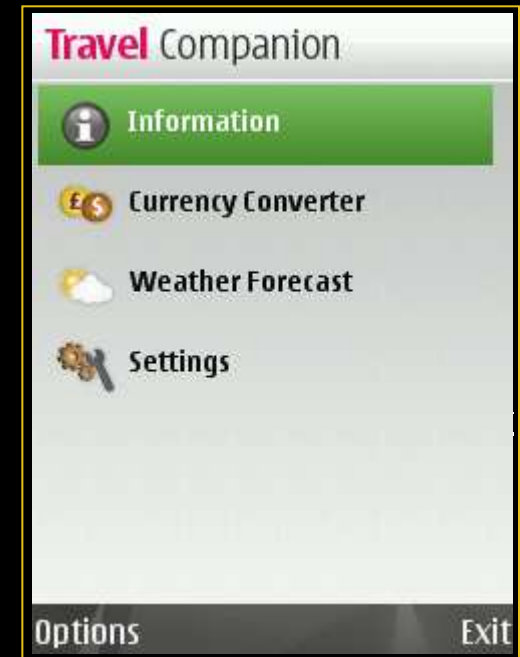 Travel Companion
Information
Currency Converter
Weather Forecast
Settings
Options Exit